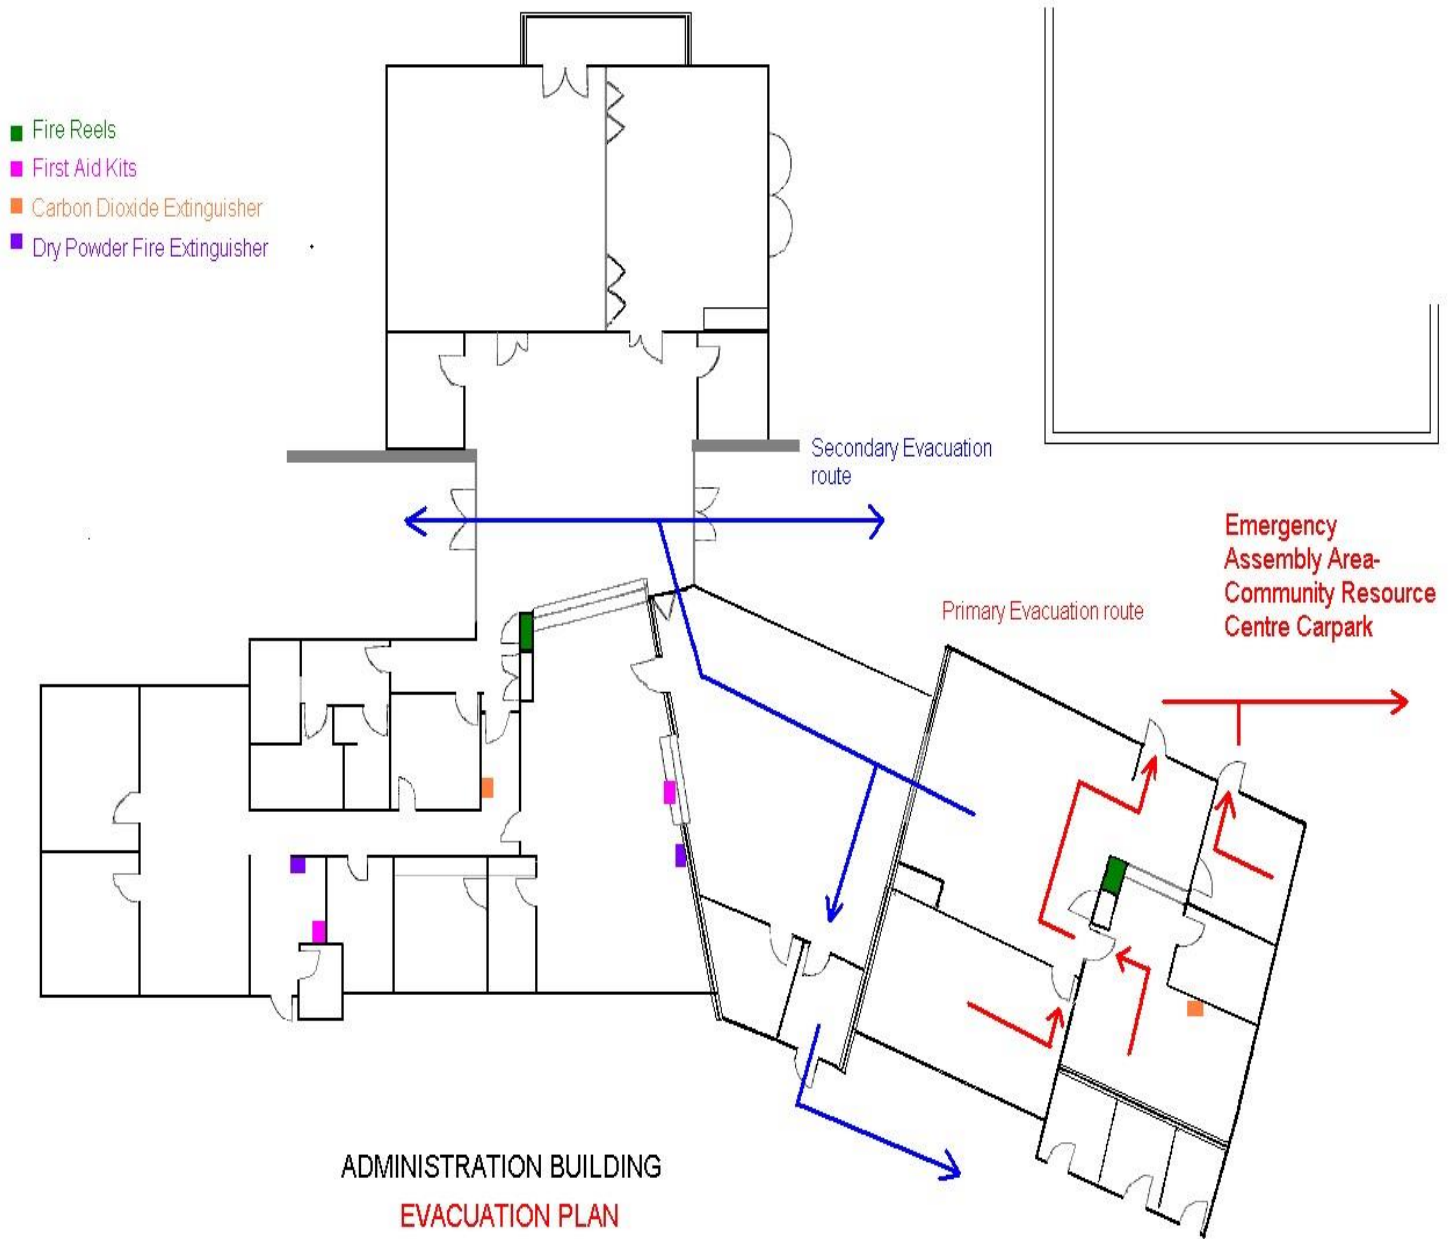 Fire Reels
First Aid Kits
Carbon Dioxide Extinguisher
Dry Powder Fire Extinguisher
Secondary Evacuation
route
Emergency
Assembly Area-
Community Resource
Centre Carpark
Primary Evacuation route
ADMINISTRATION BUILDING
EVACUATION PLAN